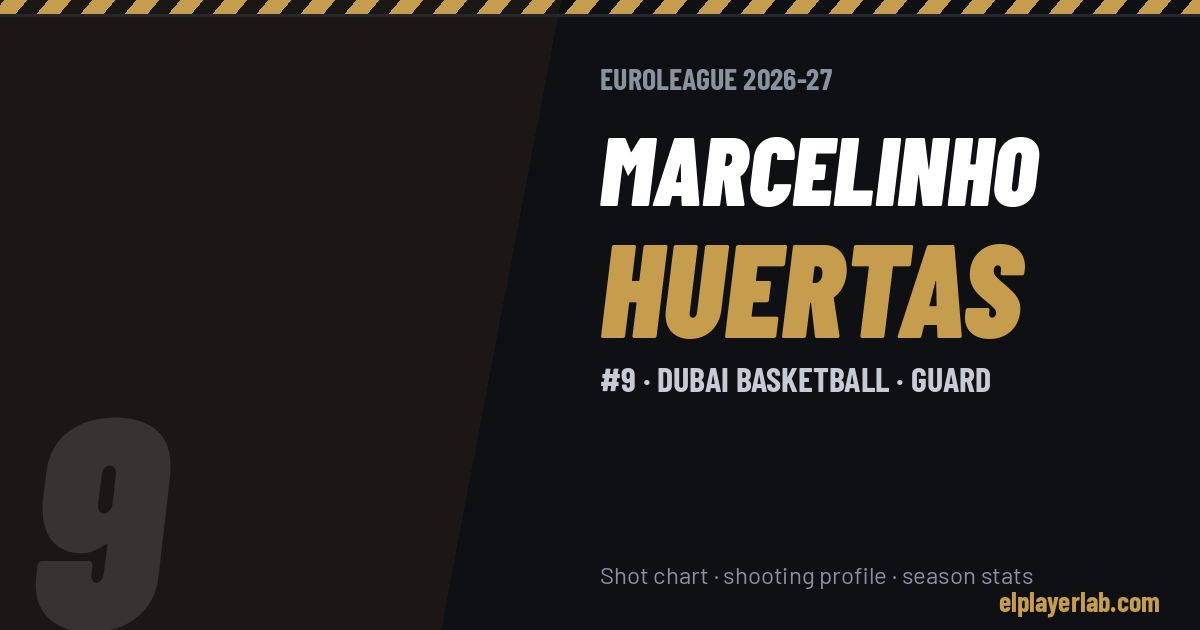 EUROLEAGUE 2026-27
MARCELINHO
HUERTAS
#9 · DUBAI BASKETBALL · GUARD
9
Shot chart · shooting profile · season stats
elplayerlab.com